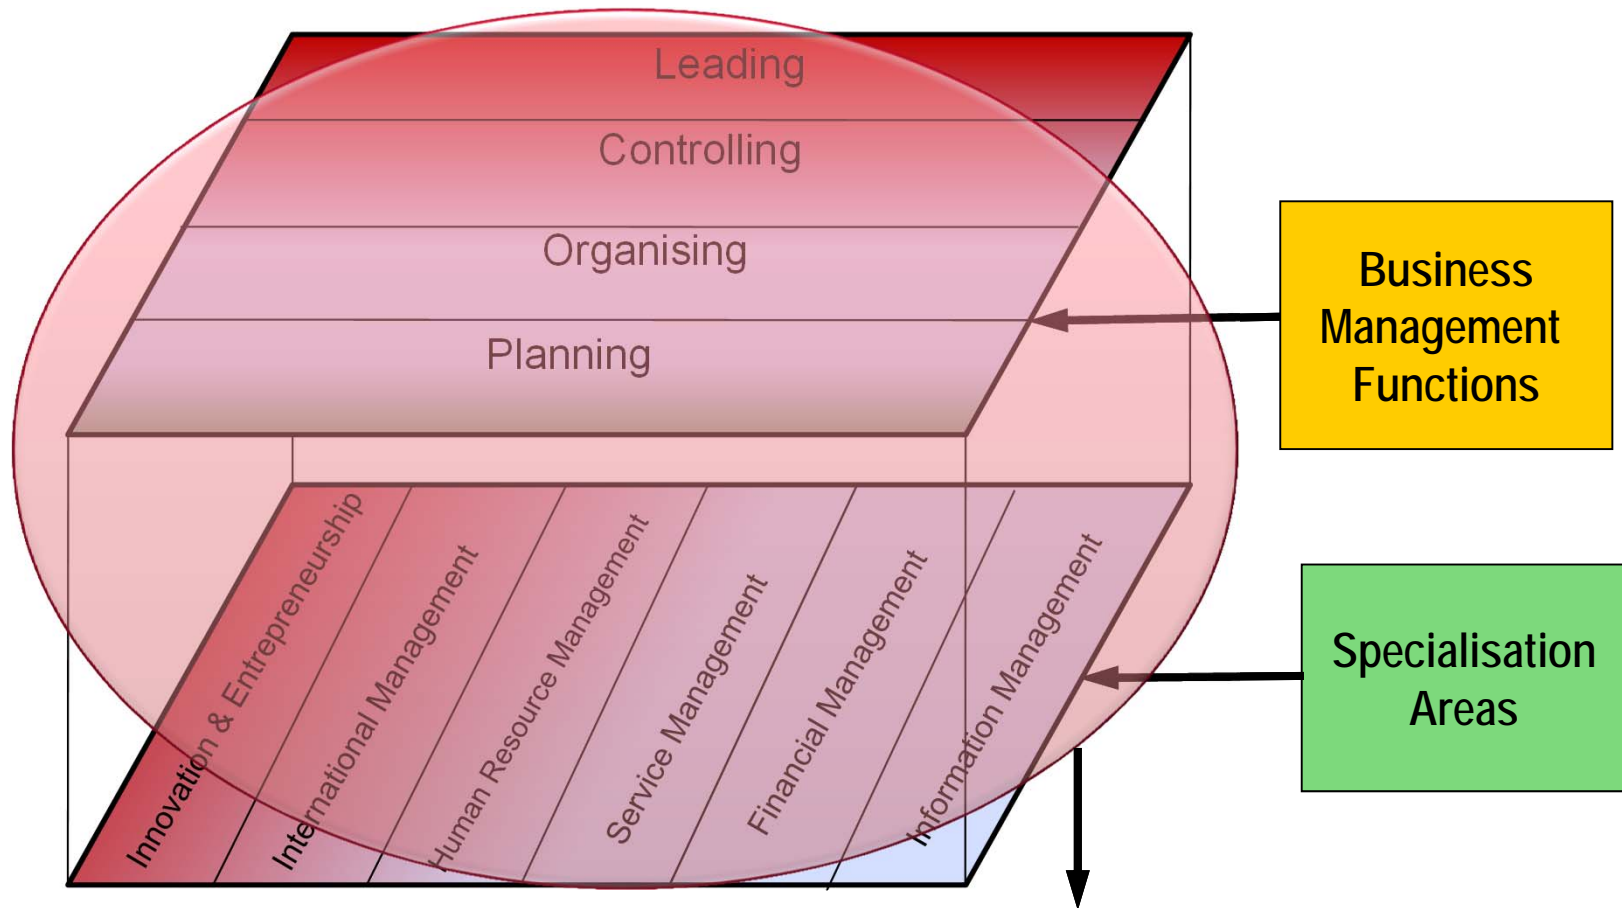 Leading
Controlling
Organising
Planning
Business
Management
Functions
Innovation & Entrepreneurship
International Management
Human Resource Management
Service Management
Financial Management
Information Management
Specialisation
Areas